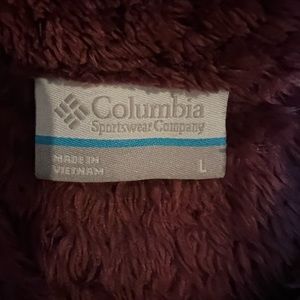 Columbia
Sportswear Company
MADE IN
VIETNAM
L